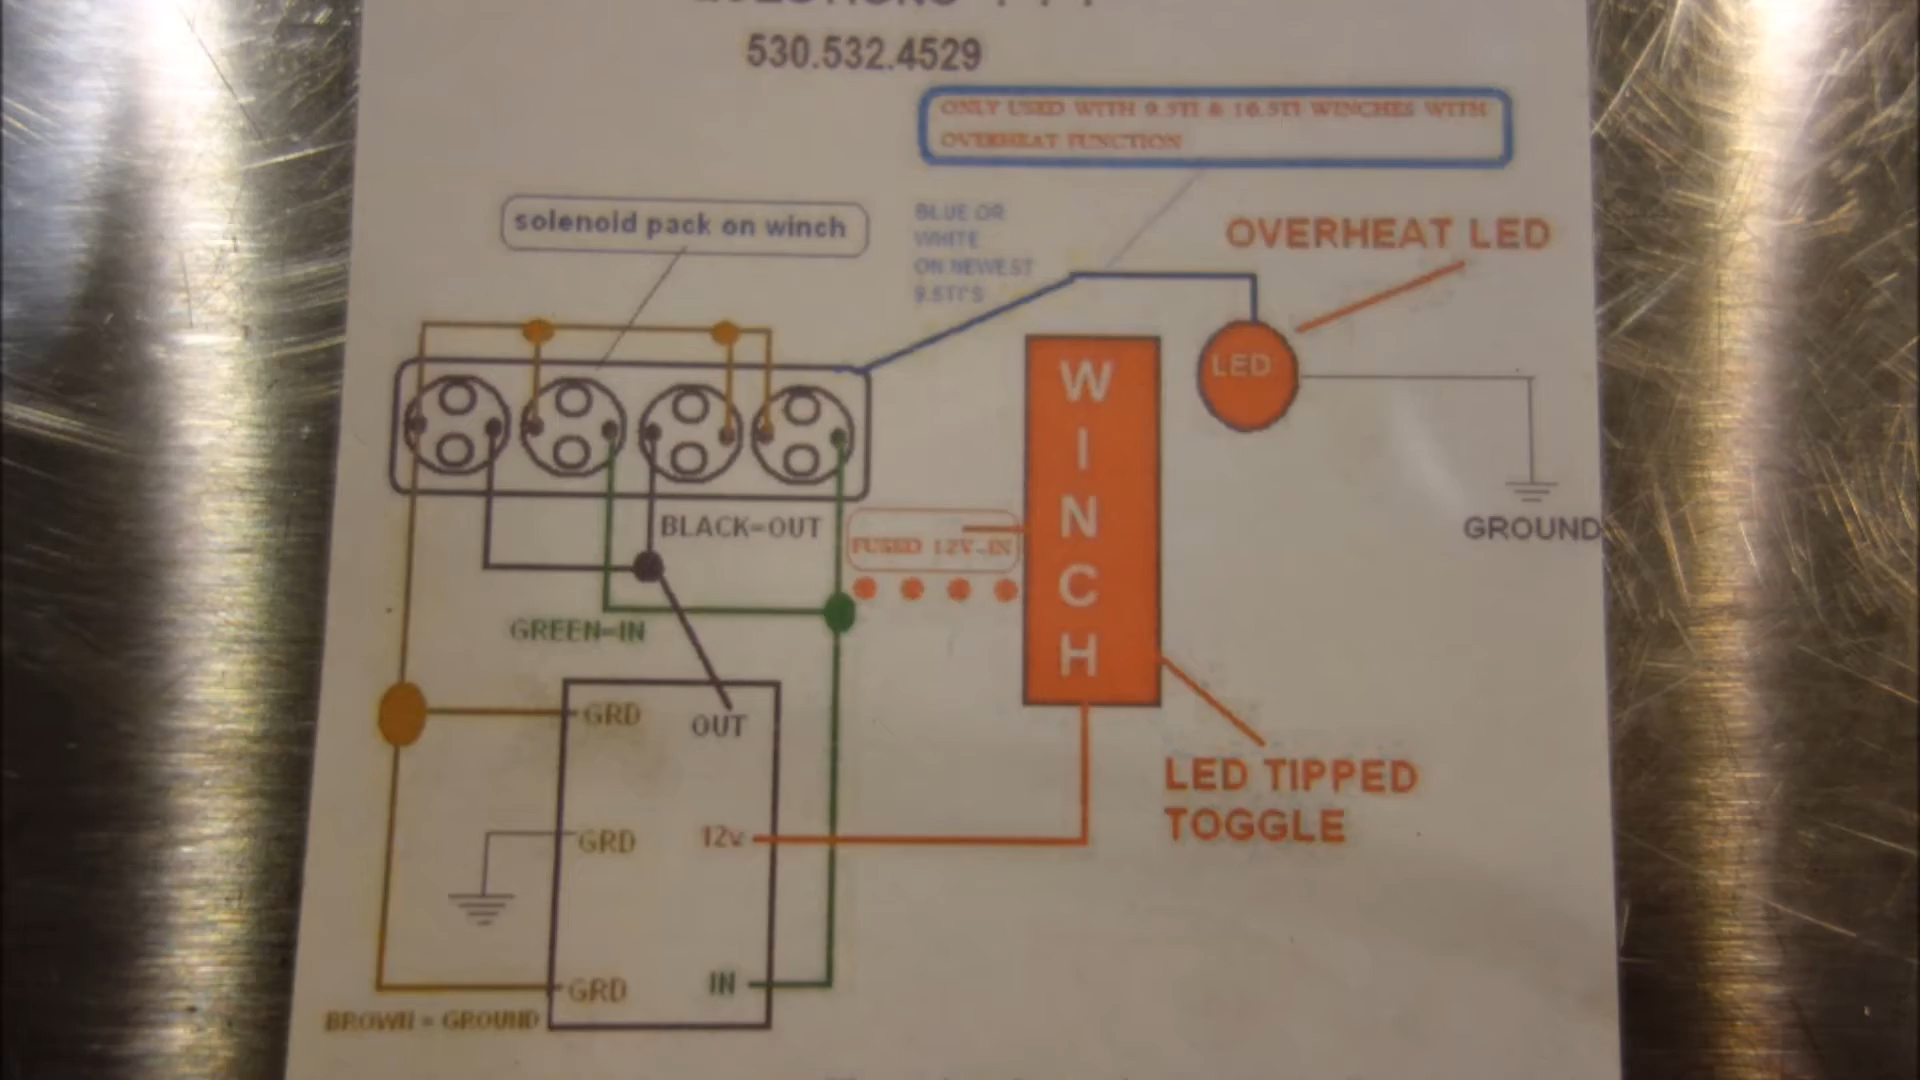 530.532.4529
ONLY USED WITH 9.5TI & 16.5TI WINCHES WITH
OVERHEAT FUNCTION
solenoid pack on winch
BLUE OR
WHITE
ON NEWEST
9.5TI'S
OVERHEAT LED
LED
WINCH
GROUND
BLACK=OUT
FUSED 12V-IN
GREEN=IN
GRD
OUT
LED TIPPED
TOGGLE
GRD
12v
GRD
IN
BROWN = GROUND